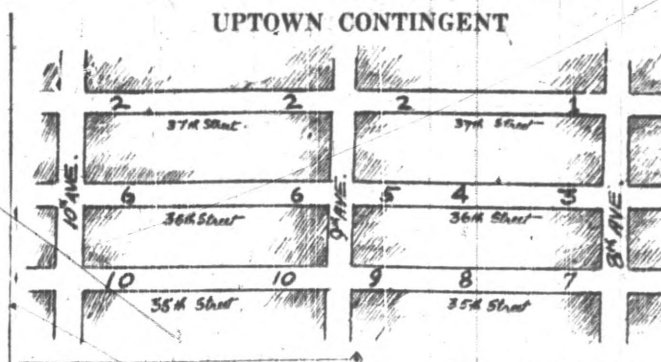 UPTOWN CONTINGENT
2 2 2 1
37th Street 37th Street
10th AVE. 9th AVE. 8th AVE.
6 6 5 4 3
36th Street 36th Street
10 10 9 8 7
35th Street 35th Street